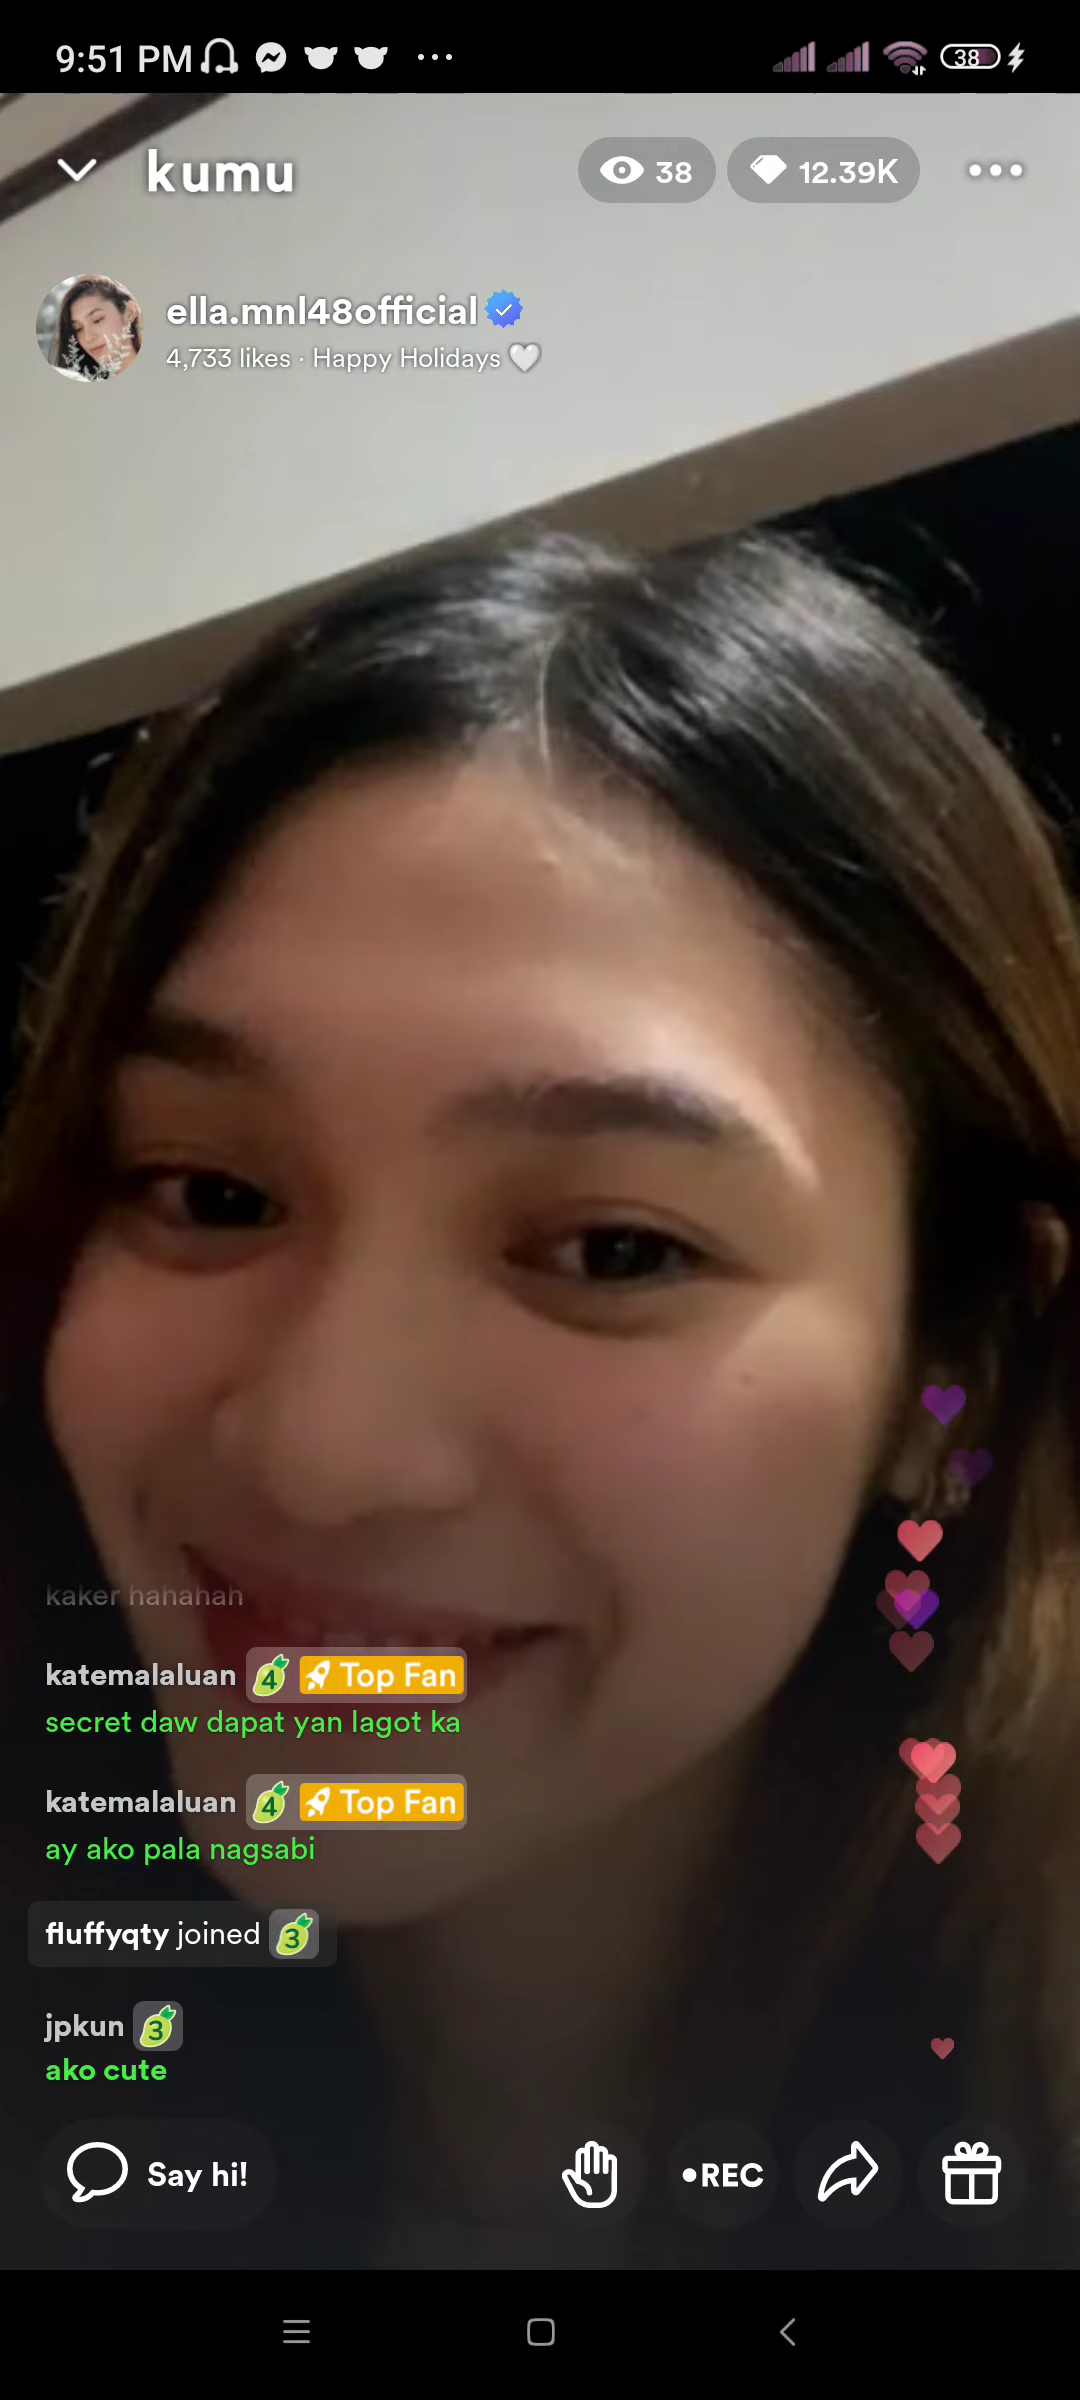 9:51 PM
38
kumu
38
12.39K
ella.mnl48official
4,733 likes · Happy Holidays 🤍
kaker hahahah
katemalaluan 4 Top Fan
secret daw dapat yan lagot ka
katemalaluan 4 Top Fan
ay ako pala nagsabi
fluffyqty joined 3
jpkun 3
ako cute
Say hi!
•REC